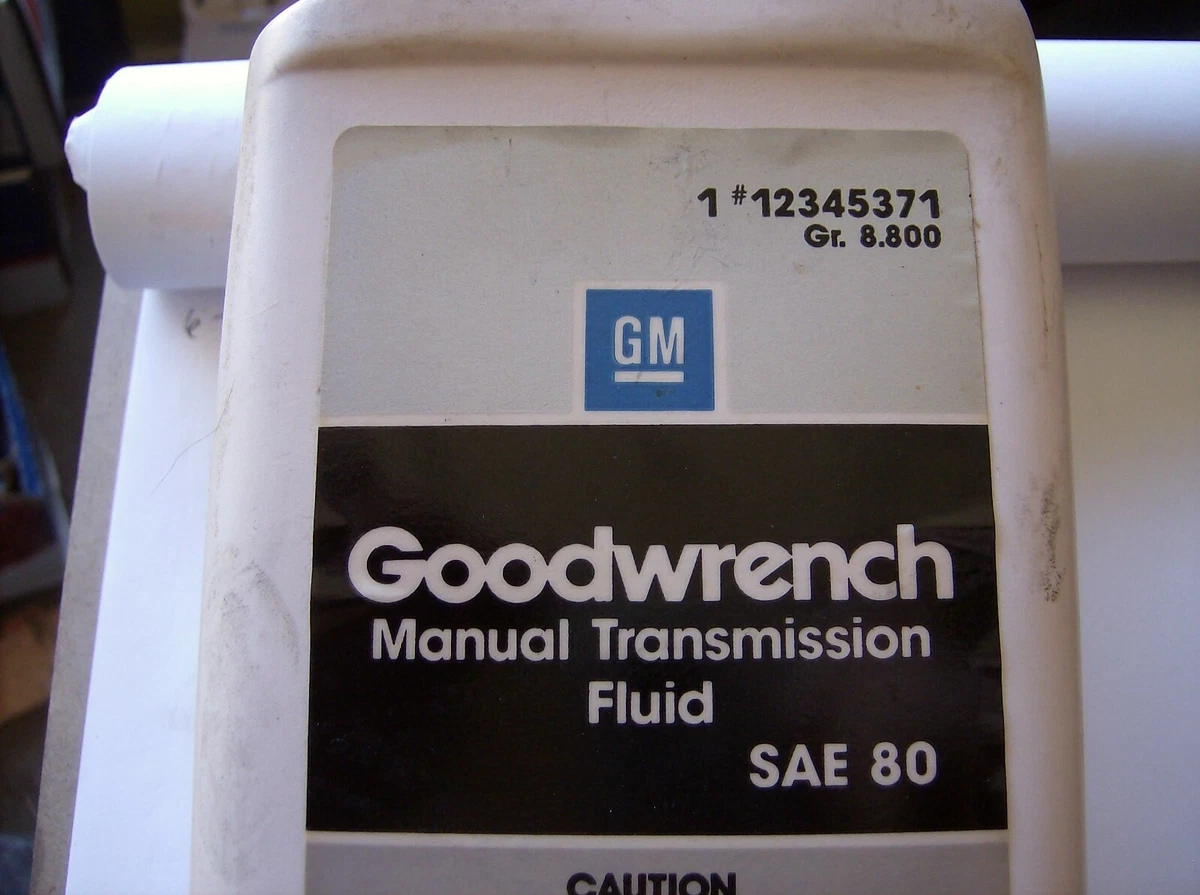 1 #12345371
Gr. 8.800
GM
Goodwrench
Manual Transmission
Fluid
SAE 80
CAUTION